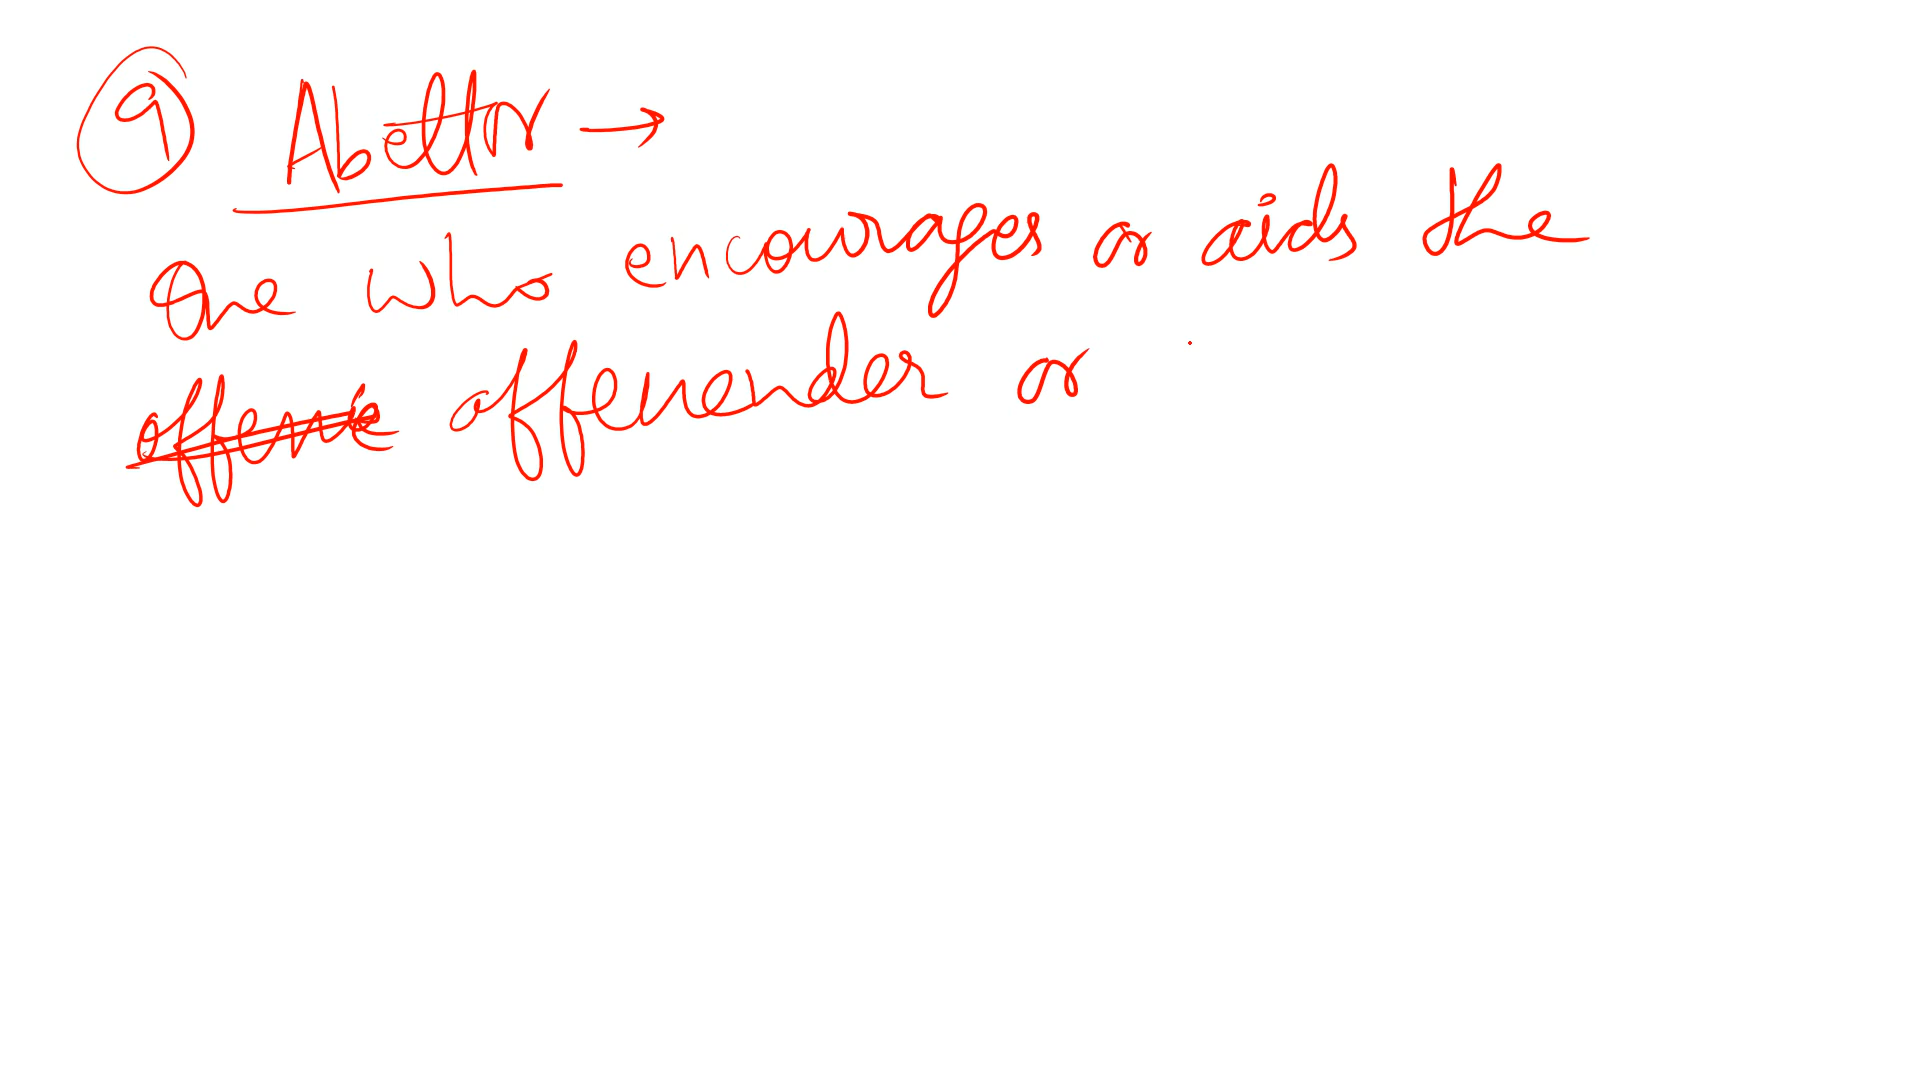 9 Abettor →
One who encourages or aids the
offence offenender or